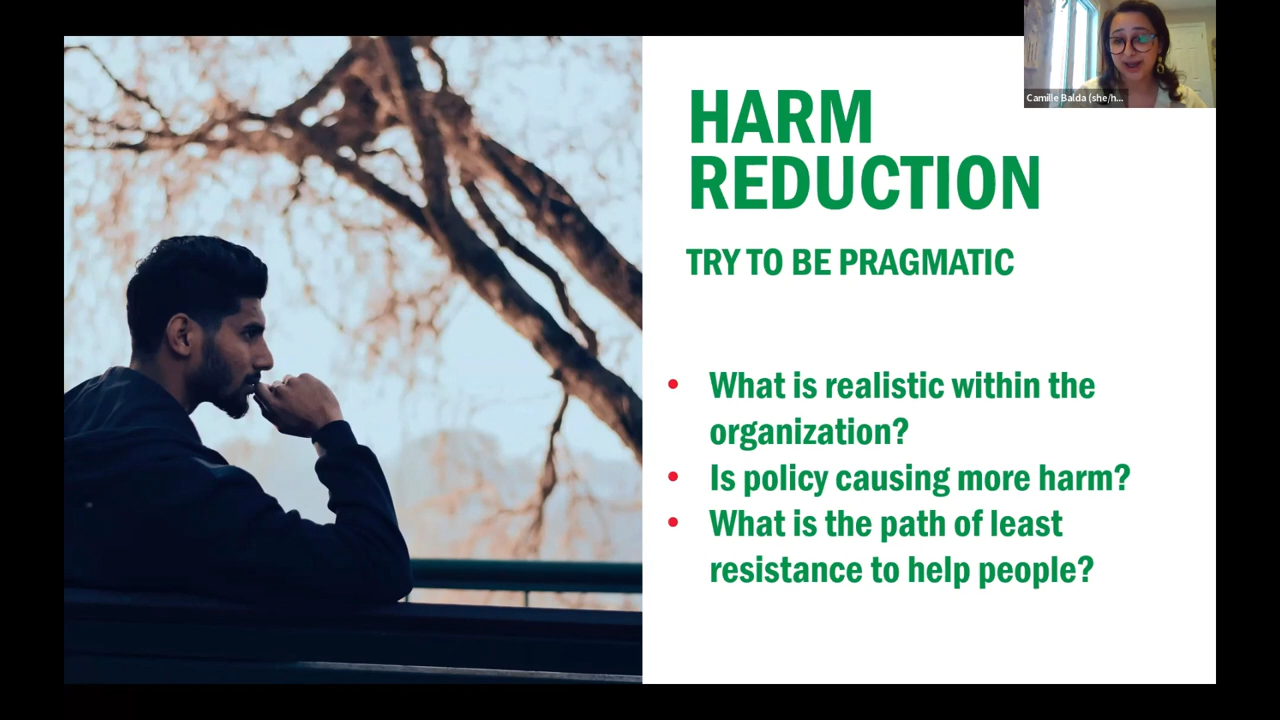 Camille Balda (she/h...
HARM
REDUCTION
TRY TO BE PRAGMATIC
• What is realistic within the
organization?
• Is policy causing more harm?
• What is the path of least
resistance to help people?